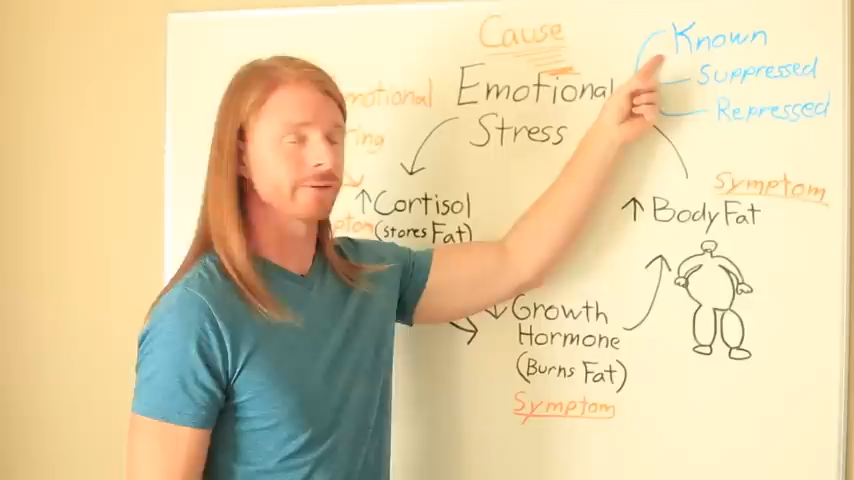 Cause
Emotional
Stress
Known
Suppressed
Repressed
↑ Cortisol
(stores Fat)
Symptom
↑ Body Fat
↓ Growth
Hormone
(Burns Fat)
Symptom